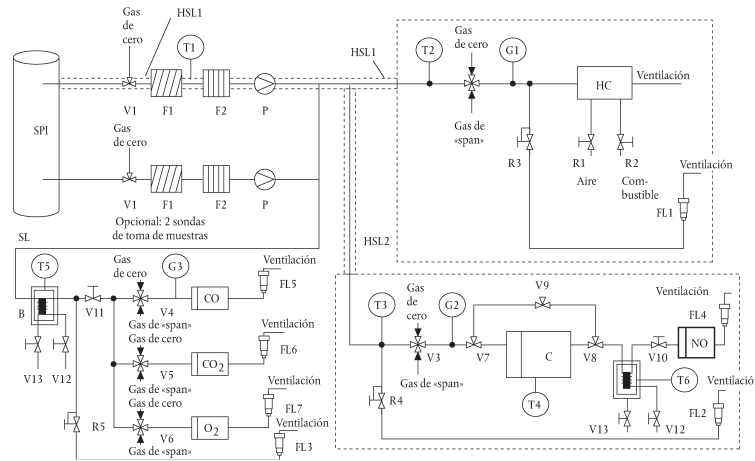 Gas
de
cero
HSL1
T1
V1
F1
F2
P
SPI
Gas
de cero
V1
F1
F2
P
Opcional: 2 sondas
de toma de muestras
SL
HSL1
T2
Gas
de cero
G1
Gas de
«span»
HC
Ventilación
R3
R1
R2
Aire
Com-
bustible
Ventilación
FL1
HSL2
T5
B
V13
V12
V11
Gas
de cero
G3
V4
CO
Ventilación
FL5
Gas de «span»
Gas de cero
V5
CO2
Ventilación
FL6
Gas de «span»
Gas de cero
V6
O2
Ventilación
FL7
Gas de «span»
R5
Ventilación
FL3
T3
Gas
de
cero
G2
V3
Gas de «span»
V7
V9
C
T4
V8
V10
NO
Ventilación
FL4
T6
V13
V12
R4
Ventilación
FL2